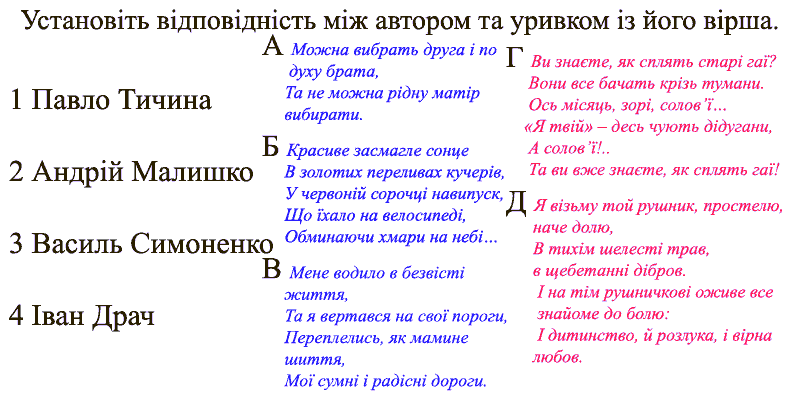 Установіть відповідність між автором та уривком із його вірша.
1 Павло Тичина
2 Андрій Малишко
3 Василь Симоненко
4 Іван Драч
А Можна вибрать друга і по
духу брата,
Та не можна рідну матір
вибирати.
Б Красиве засмагле сонце
В золотих переливах кучерів,
У червоній сорочці навипуск,
Що їхало на велосипеді,
Обминаючи хмари на небі…
В Мене водило в безвісті
життя,
Та я вертався на свої пороги,
Переплелись, як мамине
шиття,
Мої сумні і радісні дороги.
Г Ви знаєте, як сплять старі гаї?
Вони все бачать крізь тумани.
Ось місяць, зорі, солов’ї…
«Я твій» – десь чують дідугани,
А солов’ї!..
Та ви вже знаєте, як сплять гаї!
Д Я візьму той рушник, простелю,
наче долю,
В тихім шелесті трав,
в щебетанні дібров.
І на тім рушничкові оживе все
знайоме до болю:
І дитинство, й розлука, і вірна
любов.